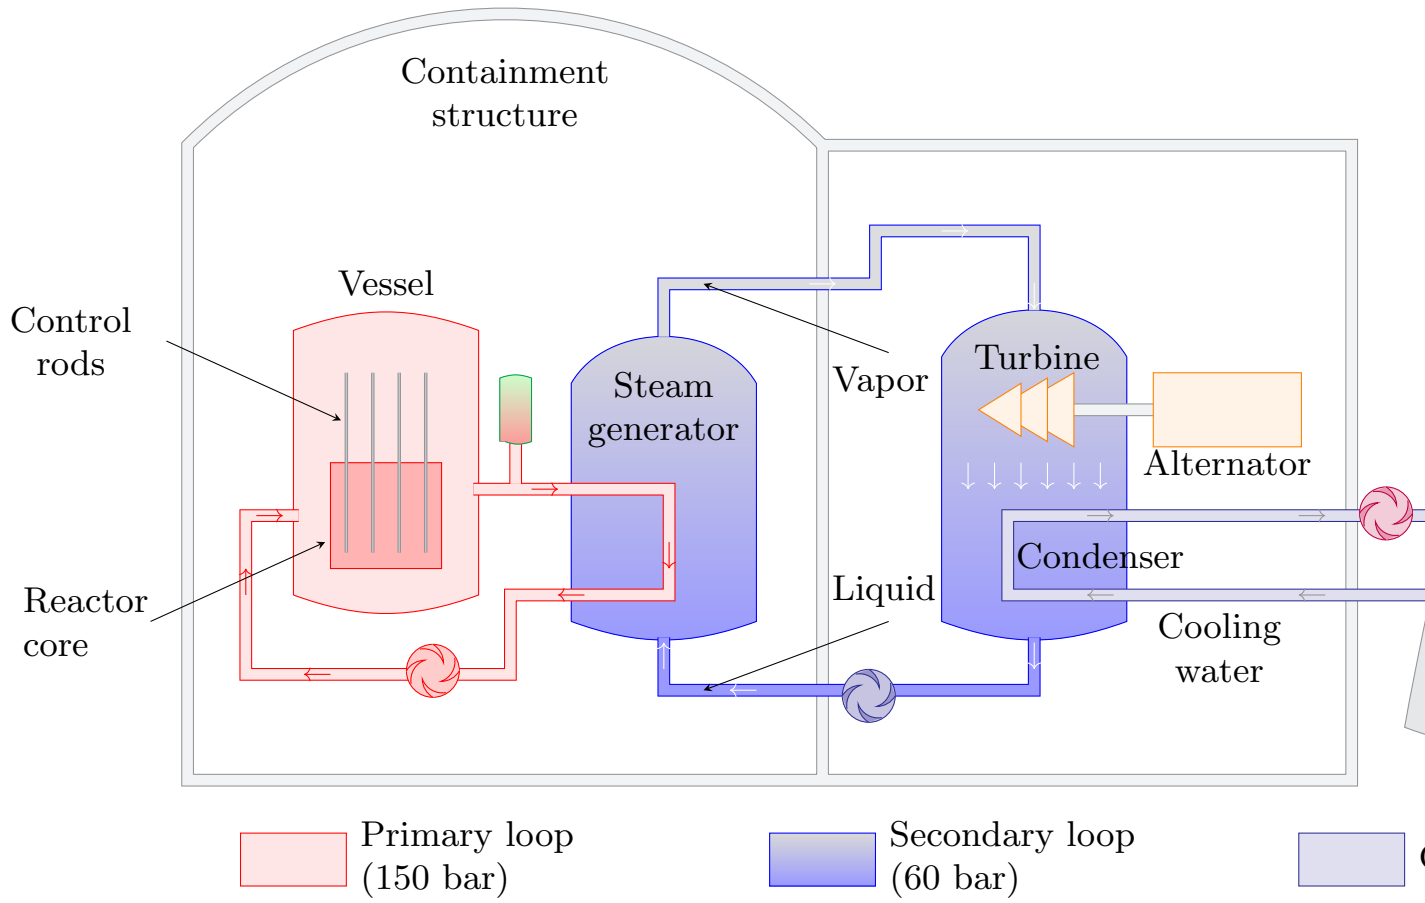 Containment
structure
Vessel
Control
rods
Steam
generator
Vapor
Turbine
Alternator
Condenser
Reactor
core
Liquid
Cooling
water
Primary loop
(150 bar)
Secondary loop
(60 bar)